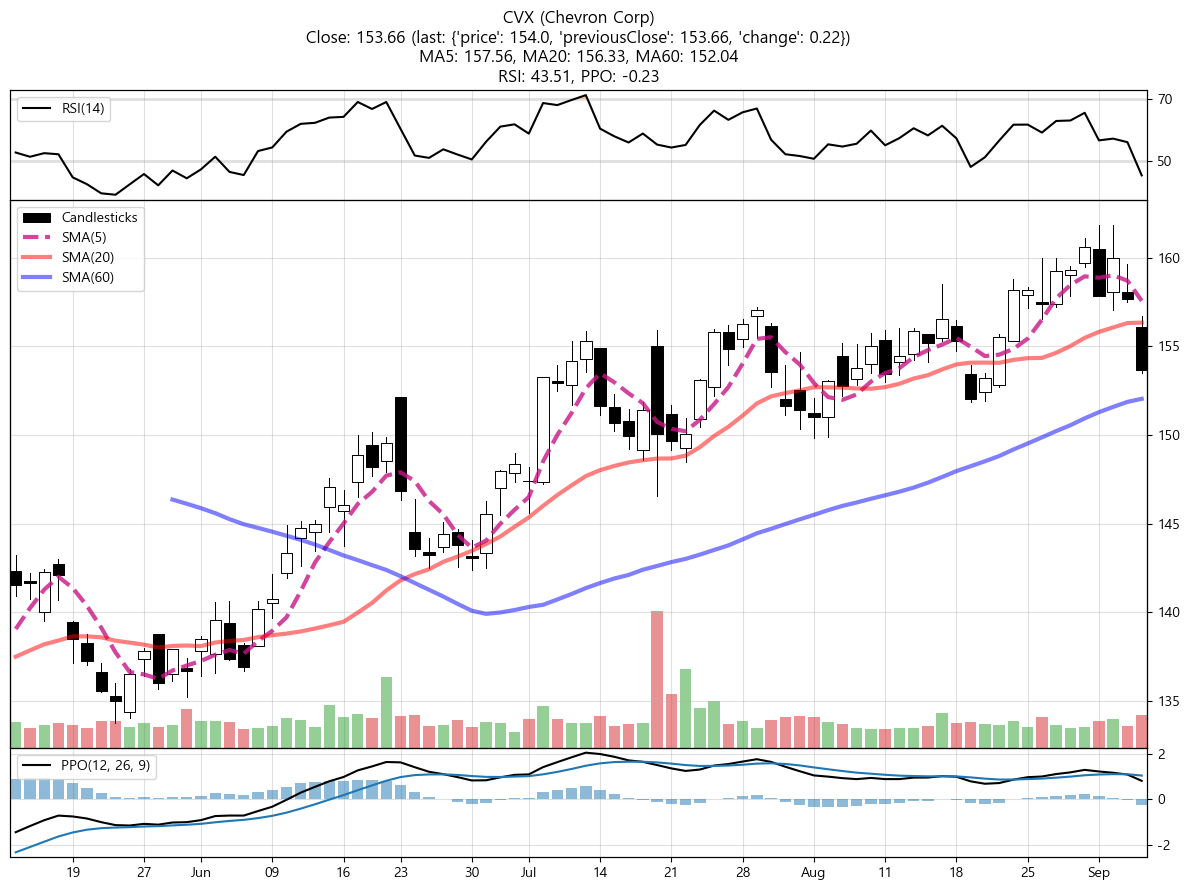 CVX (Chevron Corp)
Close: 153.66 (last: {'price': 154.0, 'previousClose': 153.66, 'change': 0.22})
MA5: 157.56, MA20: 156.33, MA60: 152.04
RSI: 43.51, PPO: -0.23
RSI(14)
70
50
Candlesticks
SMA(5)
SMA(20)
SMA(60)
160
155
150
145
140
135
PPO(12, 26, 9)
2
0
-2
19 27 Jun 09 16 23 Jul 14 21 28 Aug 11 18 25 Sep